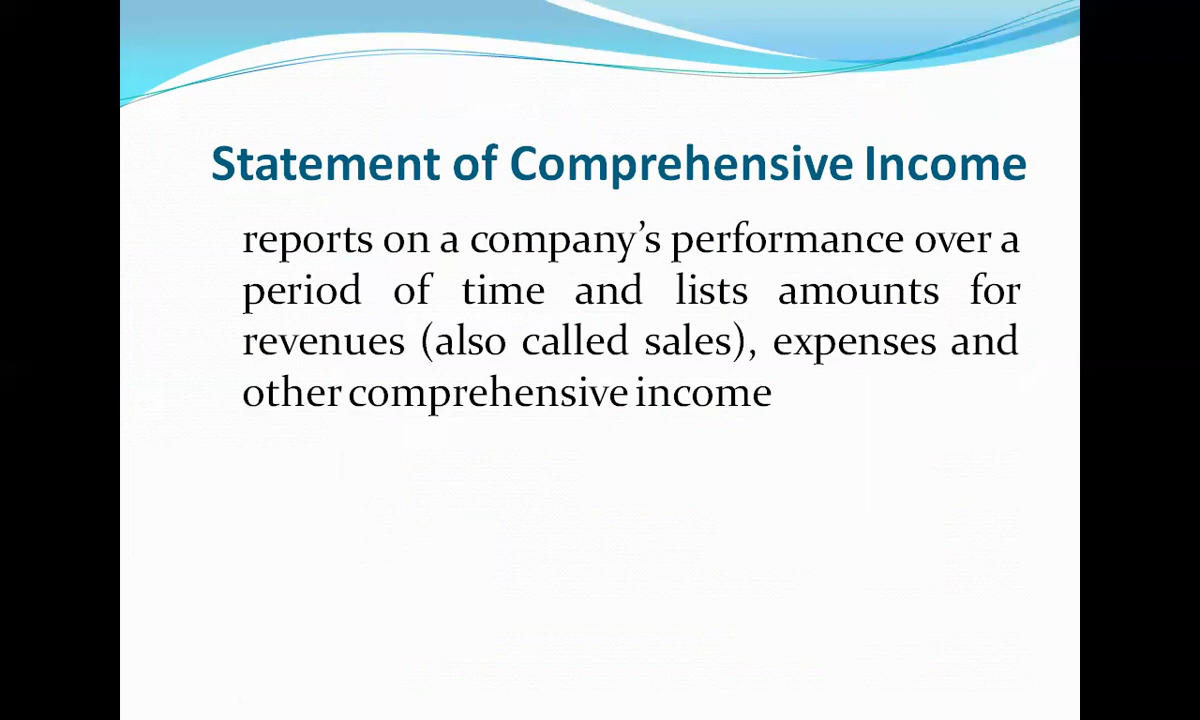 Statement of Comprehensive Income
reports on a company’s performance over a
period of time and lists amounts for
revenues (also called sales), expenses and
other comprehensive income